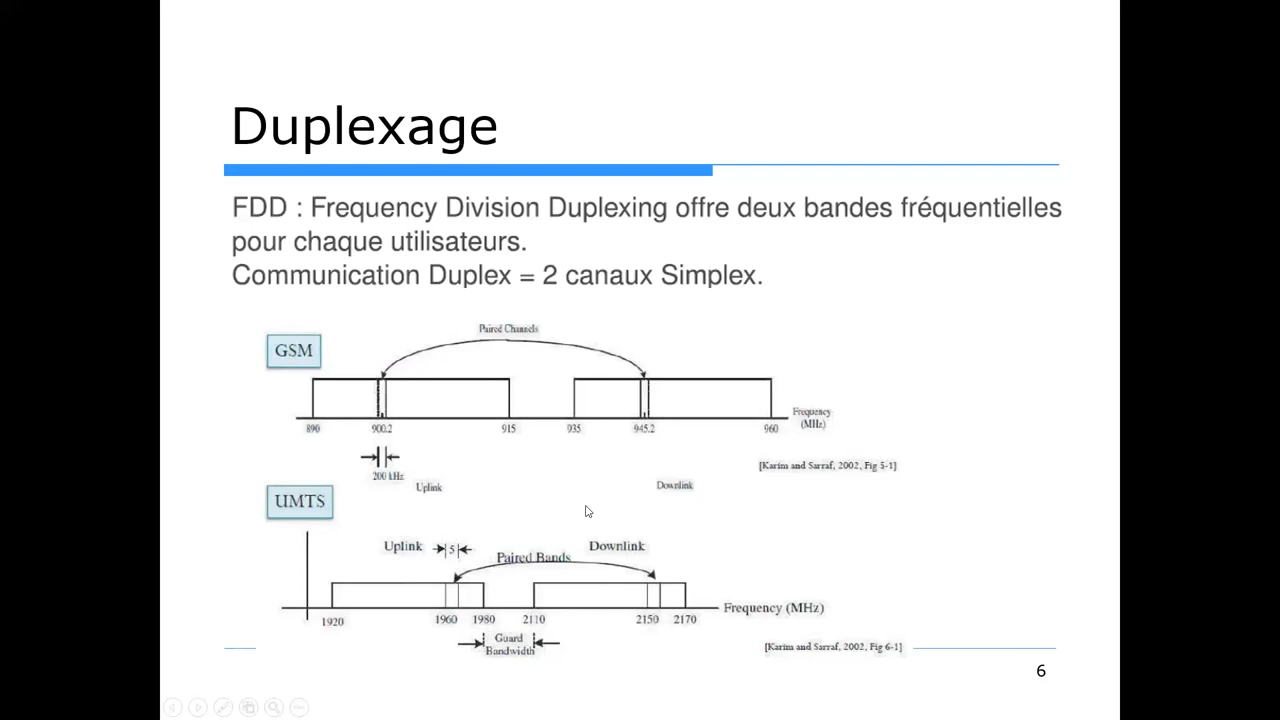 Duplexage
FDD : Frequency Division Duplexing offre deux bandes fréquentielles
pour chaque utilisateurs.
Communication Duplex = 2 canaux Simplex.
Paired Channels
GSM
Frequency
(MHz)
890 900.2 915 935 945.2 960
[Karim and Sarraf, 2002, Fig 5-1]
200 kHz
Uplink Downlink
UMTS
Uplink 5 Downlink
Paired Bands
Frequency (MHz)
1920 1960 1980 2110 2150 2170
Guard
Bandwidth
[Karim and Sarraf, 2002, Fig 6-1]
6